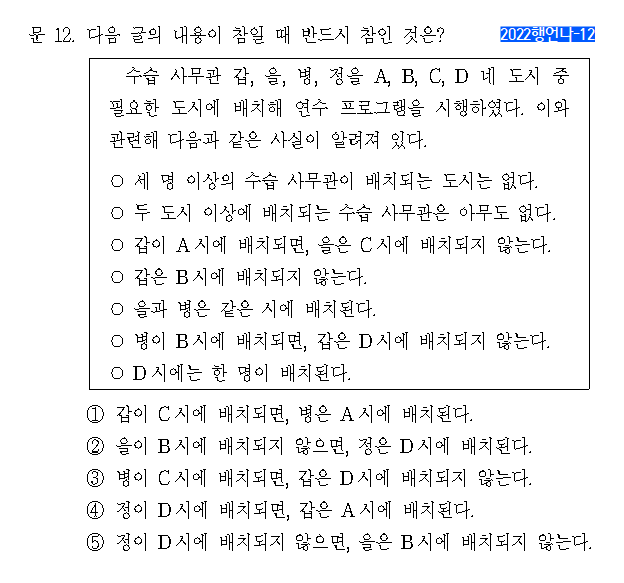 문 12. 다음 글의 내용이 참일 때 반드시 참인 것은?
2022행언나-12
수습 사무관 갑, 을, 병, 정을 A, B, C, D 네 도시 중
필요한 도시에 배치해 연수 프로그램을 시행하였다. 이와
관련해 다음과 같은 사실이 알려져 있다.
○ 세 명 이상의 수습 사무관이 배치되는 도시는 없다.
○ 두 도시 이상에 배치되는 수습 사무관은 아무도 없다.
○ 갑이 A시에 배치되면, 을은 C시에 배치되지 않는다.
○ 갑은 B시에 배치되지 않는다.
○ 을과 병은 같은 시에 배치된다.
○ 병이 B시에 배치되면, 갑은 D시에 배치되지 않는다.
○ D시에는 한 명이 배치된다.
① 갑이 C시에 배치되면, 병은 A시에 배치된다.
② 을이 B시에 배치되지 않으면, 정은 D시에 배치된다.
③ 병이 C시에 배치되면, 갑은 D시에 배치되지 않는다.
④ 정이 D시에 배치되면, 갑은 A시에 배치된다.
⑤ 정이 D시에 배치되지 않으면, 을은 B시에 배치되지 않는다.